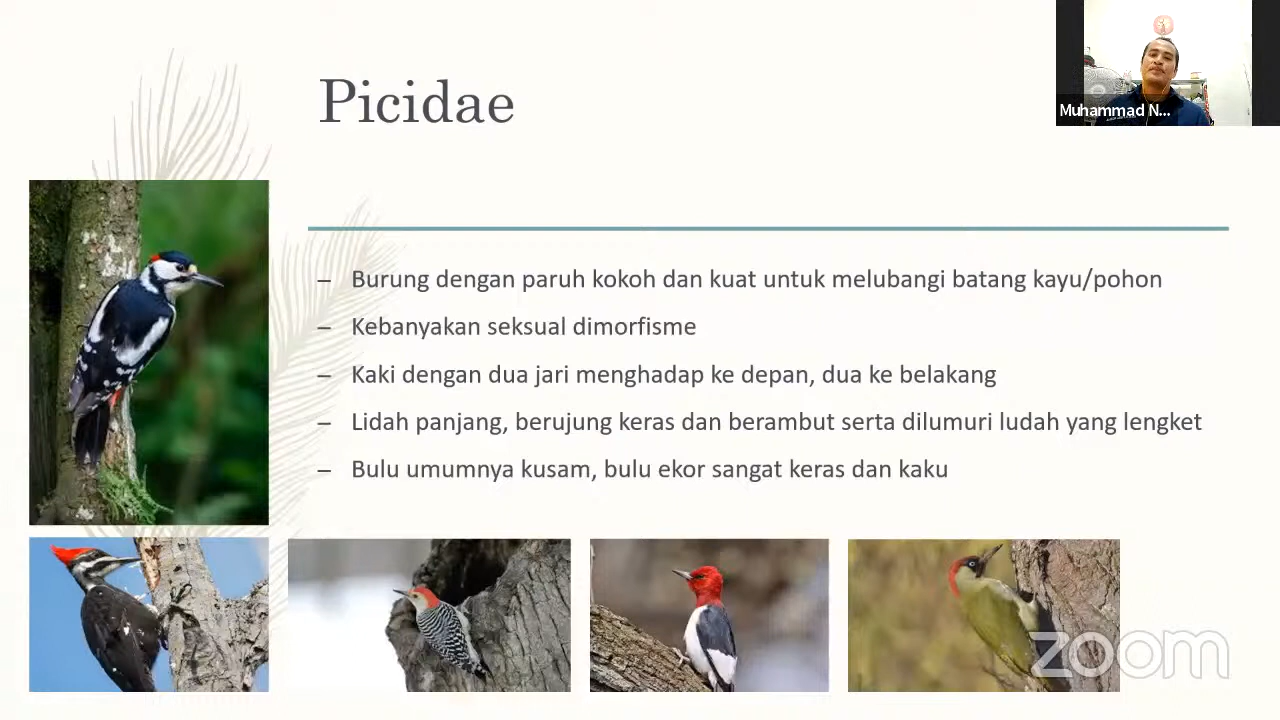 Picidae
Muhammad N...
– Burung dengan paruh kokoh dan kuat untuk melubangi batang kayu/pohon
– Kebanyakan seksual dimorfisme
– Kaki dengan dua jari menghadap ke depan, dua ke belakang
– Lidah panjang, berujung keras dan berambut serta dilumuri ludah yang lengket
– Bulu umumnya kusam, bulu ekor sangat keras dan kaku
zoom